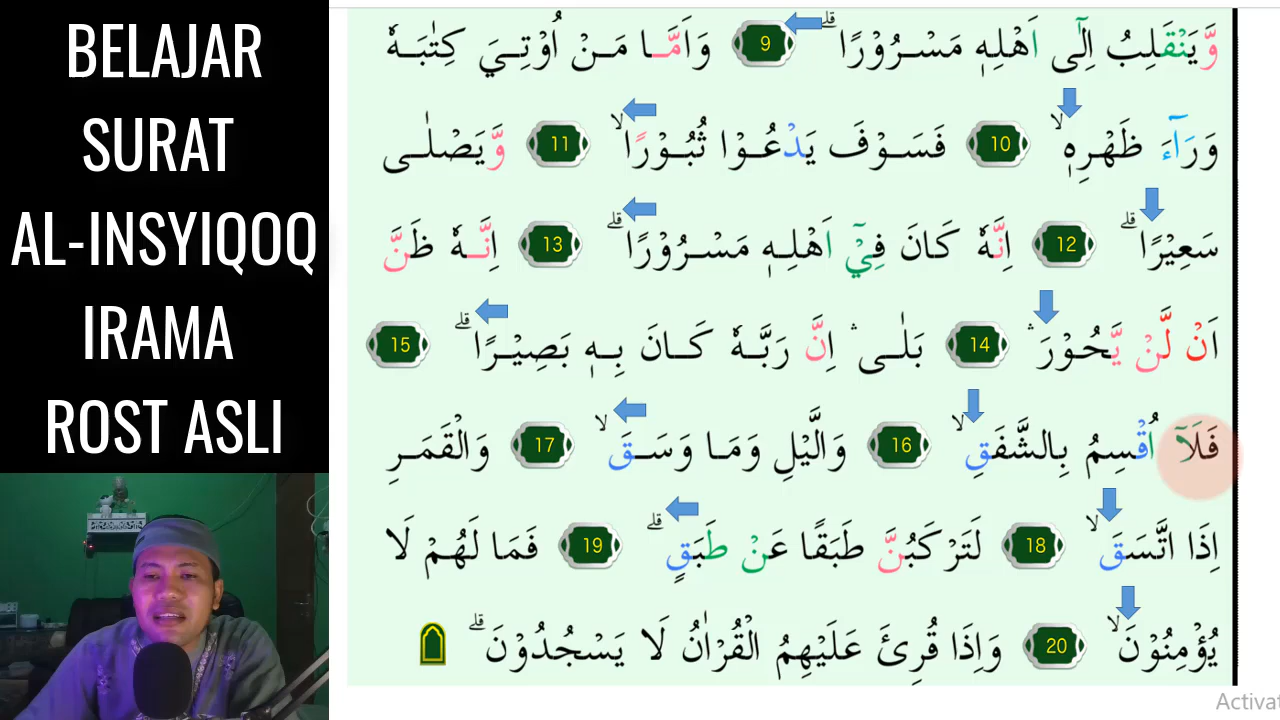 BELAJAR
SURAT
AL-INSYIQOQ
IRAMA
ROST ASLI
وَّيَنْقَلِبُ اِلٰٓى اَهْلِهٖ مَسْرُوْرًاۗ 9 وَاَمَّا مَنْ اُوْتِيَ كِتٰبَهٗ
وَرَاۤءَ ظَهْرِهٖۙ 10 فَسَوْفَ يَدْعُوْا ثُبُوْرًاۙ 11 وَّيَصْلٰى
سَعِيْرًاۗ 12 اِنَّهٗ كَانَ فِيْٓ اَهْلِهٖ مَسْرُوْرًاۗ 13 اِنَّهٗ ظَنَّ
اَنْ لَّنْ يَّحُوْرَۛ 14 بَلٰىۛ اِنَّ رَبَّهٗ كَانَ بِهٖ بَصِيْرًاۗ 15
فَلَآ اُقْسِمُ بِالشَّفَقِۙ 16 وَالَّيْلِ وَمَا وَسَقَۙ 17 وَالْقَمَرِ
اِذَا اتَّسَقَۙ 18 لَتَرْكَبُنَّ طَبَقًا عَنْ طَبَقٍۗ 19 فَمَا لَهُمْ لَا
يُؤْمِنُوْنَۙ 20 وَاِذَا قُرِئَ عَلَيْهِمُ الْقُرْاٰنُ لَا يَسْجُدُوْنَۗ
Activat